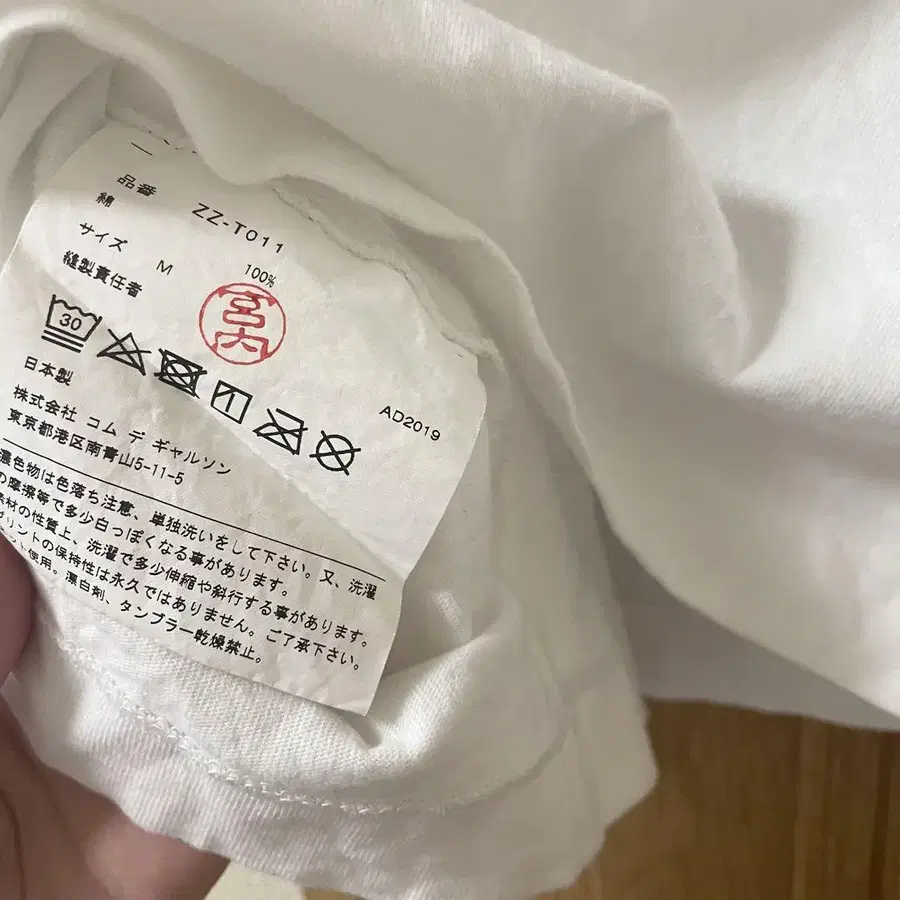 品番 ZZ-T011
綿 100%
サイズ M
縫製責任者 宮内
30
日本製
AD2019
株式会社 コム デ ギャルソン
東京都港区南青山5-11-5
濃色物は色落ち注意、単独洗いをして下さい。又、洗濯
の摩擦等で多少白っぽくなる事があります。
素材の性質上、洗濯で多少伸縮や斜行する事があります。
プリントの保持性は永久ではありません。ご了承下さい。
使用。漂白剤、タンブラー乾燥禁止。